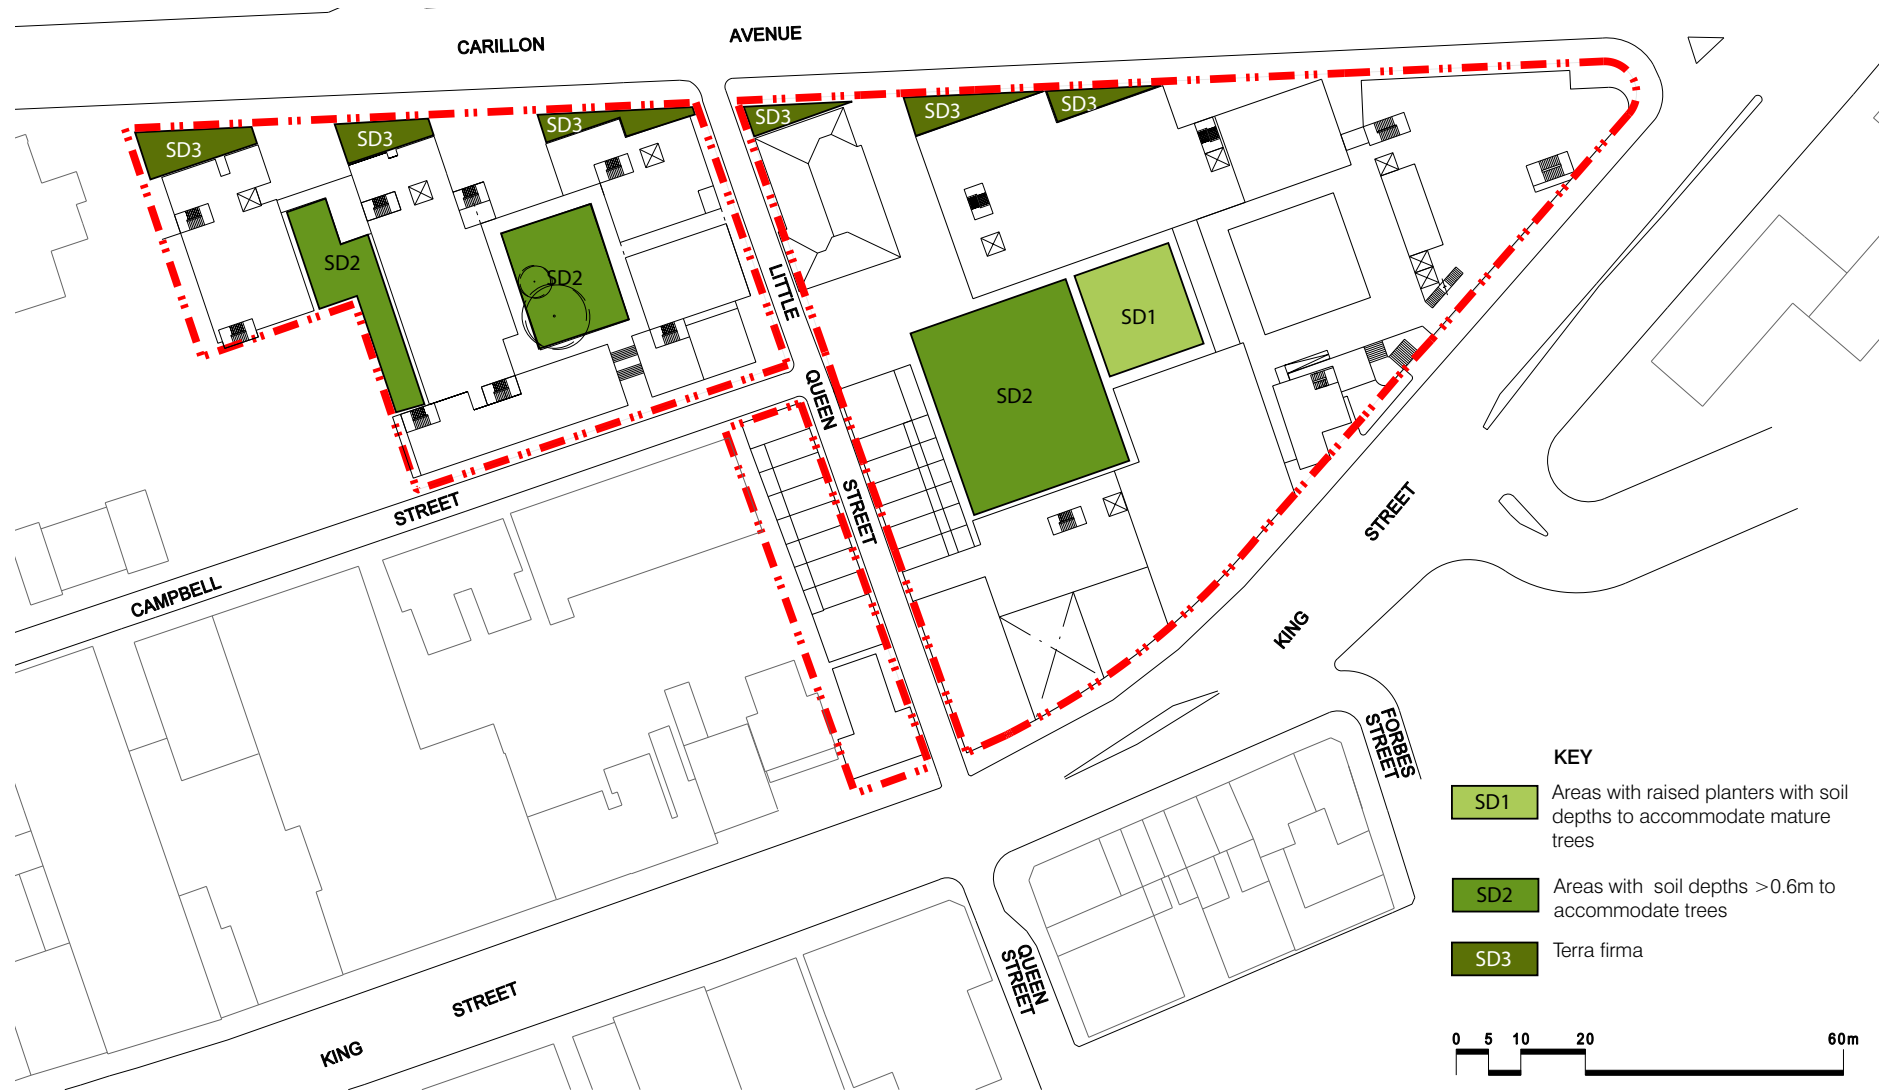 CARILLON
AVENUE
SD3
SD3
SD3
SD3
SD3
SD3
SD2
SD2
LITTLE
SD1
SD2
QUEEN
STREET
STREET
STREET
CAMPBELL
KING
FORBES
STREET
QUEEN
STREET
STREET
KING
KEY
SD1
Areas with raised planters with soil
depths to accommodate mature
trees
SD2
Areas with soil depths >0.6m to
accommodate trees
SD3
Terra firma
0 5 10 20 60m